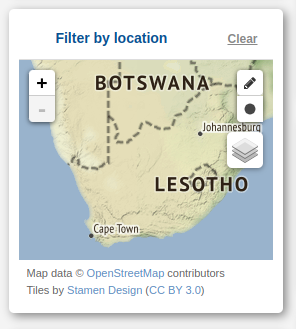 Filter by location
Clear
+
-
BOTSWANA
Johannesburg
LESOTHO
Cape Town
Map data © OpenStreetMap contributors
Tiles by Stamen Design (CC BY 3.0)